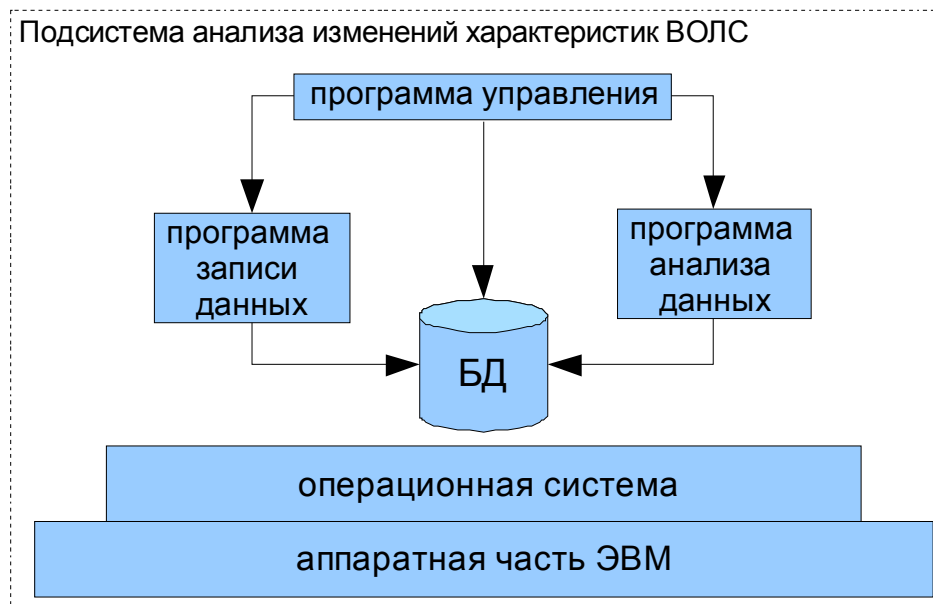 Подсистема анализа изменений характеристик ВОЛС
программа управления
программа
записи
данных
программа
анализа
данных
БД
операционная система
аппаратная часть ЭВМ